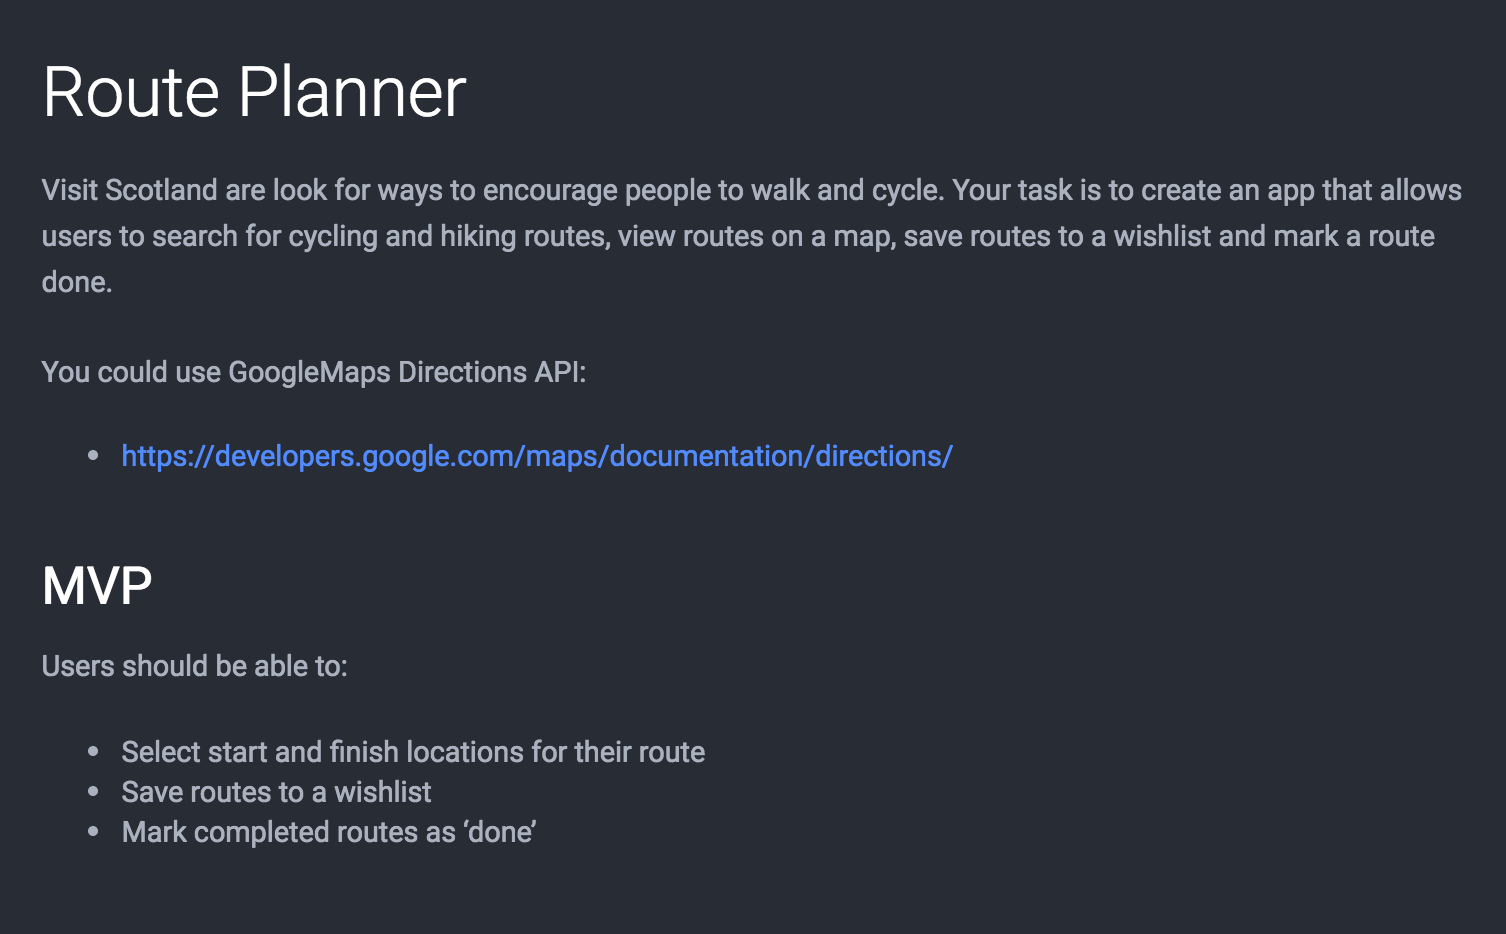 Route Planner
Visit Scotland are look for ways to encourage people to walk and cycle. Your task is to create an app that allows
users to search for cycling and hiking routes, view routes on a map, save routes to a wishlist and mark a route
done.
You could use GoogleMaps Directions API:
• https://developers.google.com/maps/documentation/directions/
MVP
Users should be able to:
• Select start and finish locations for their route
• Save routes to a wishlist
• Mark completed routes as ‘done’